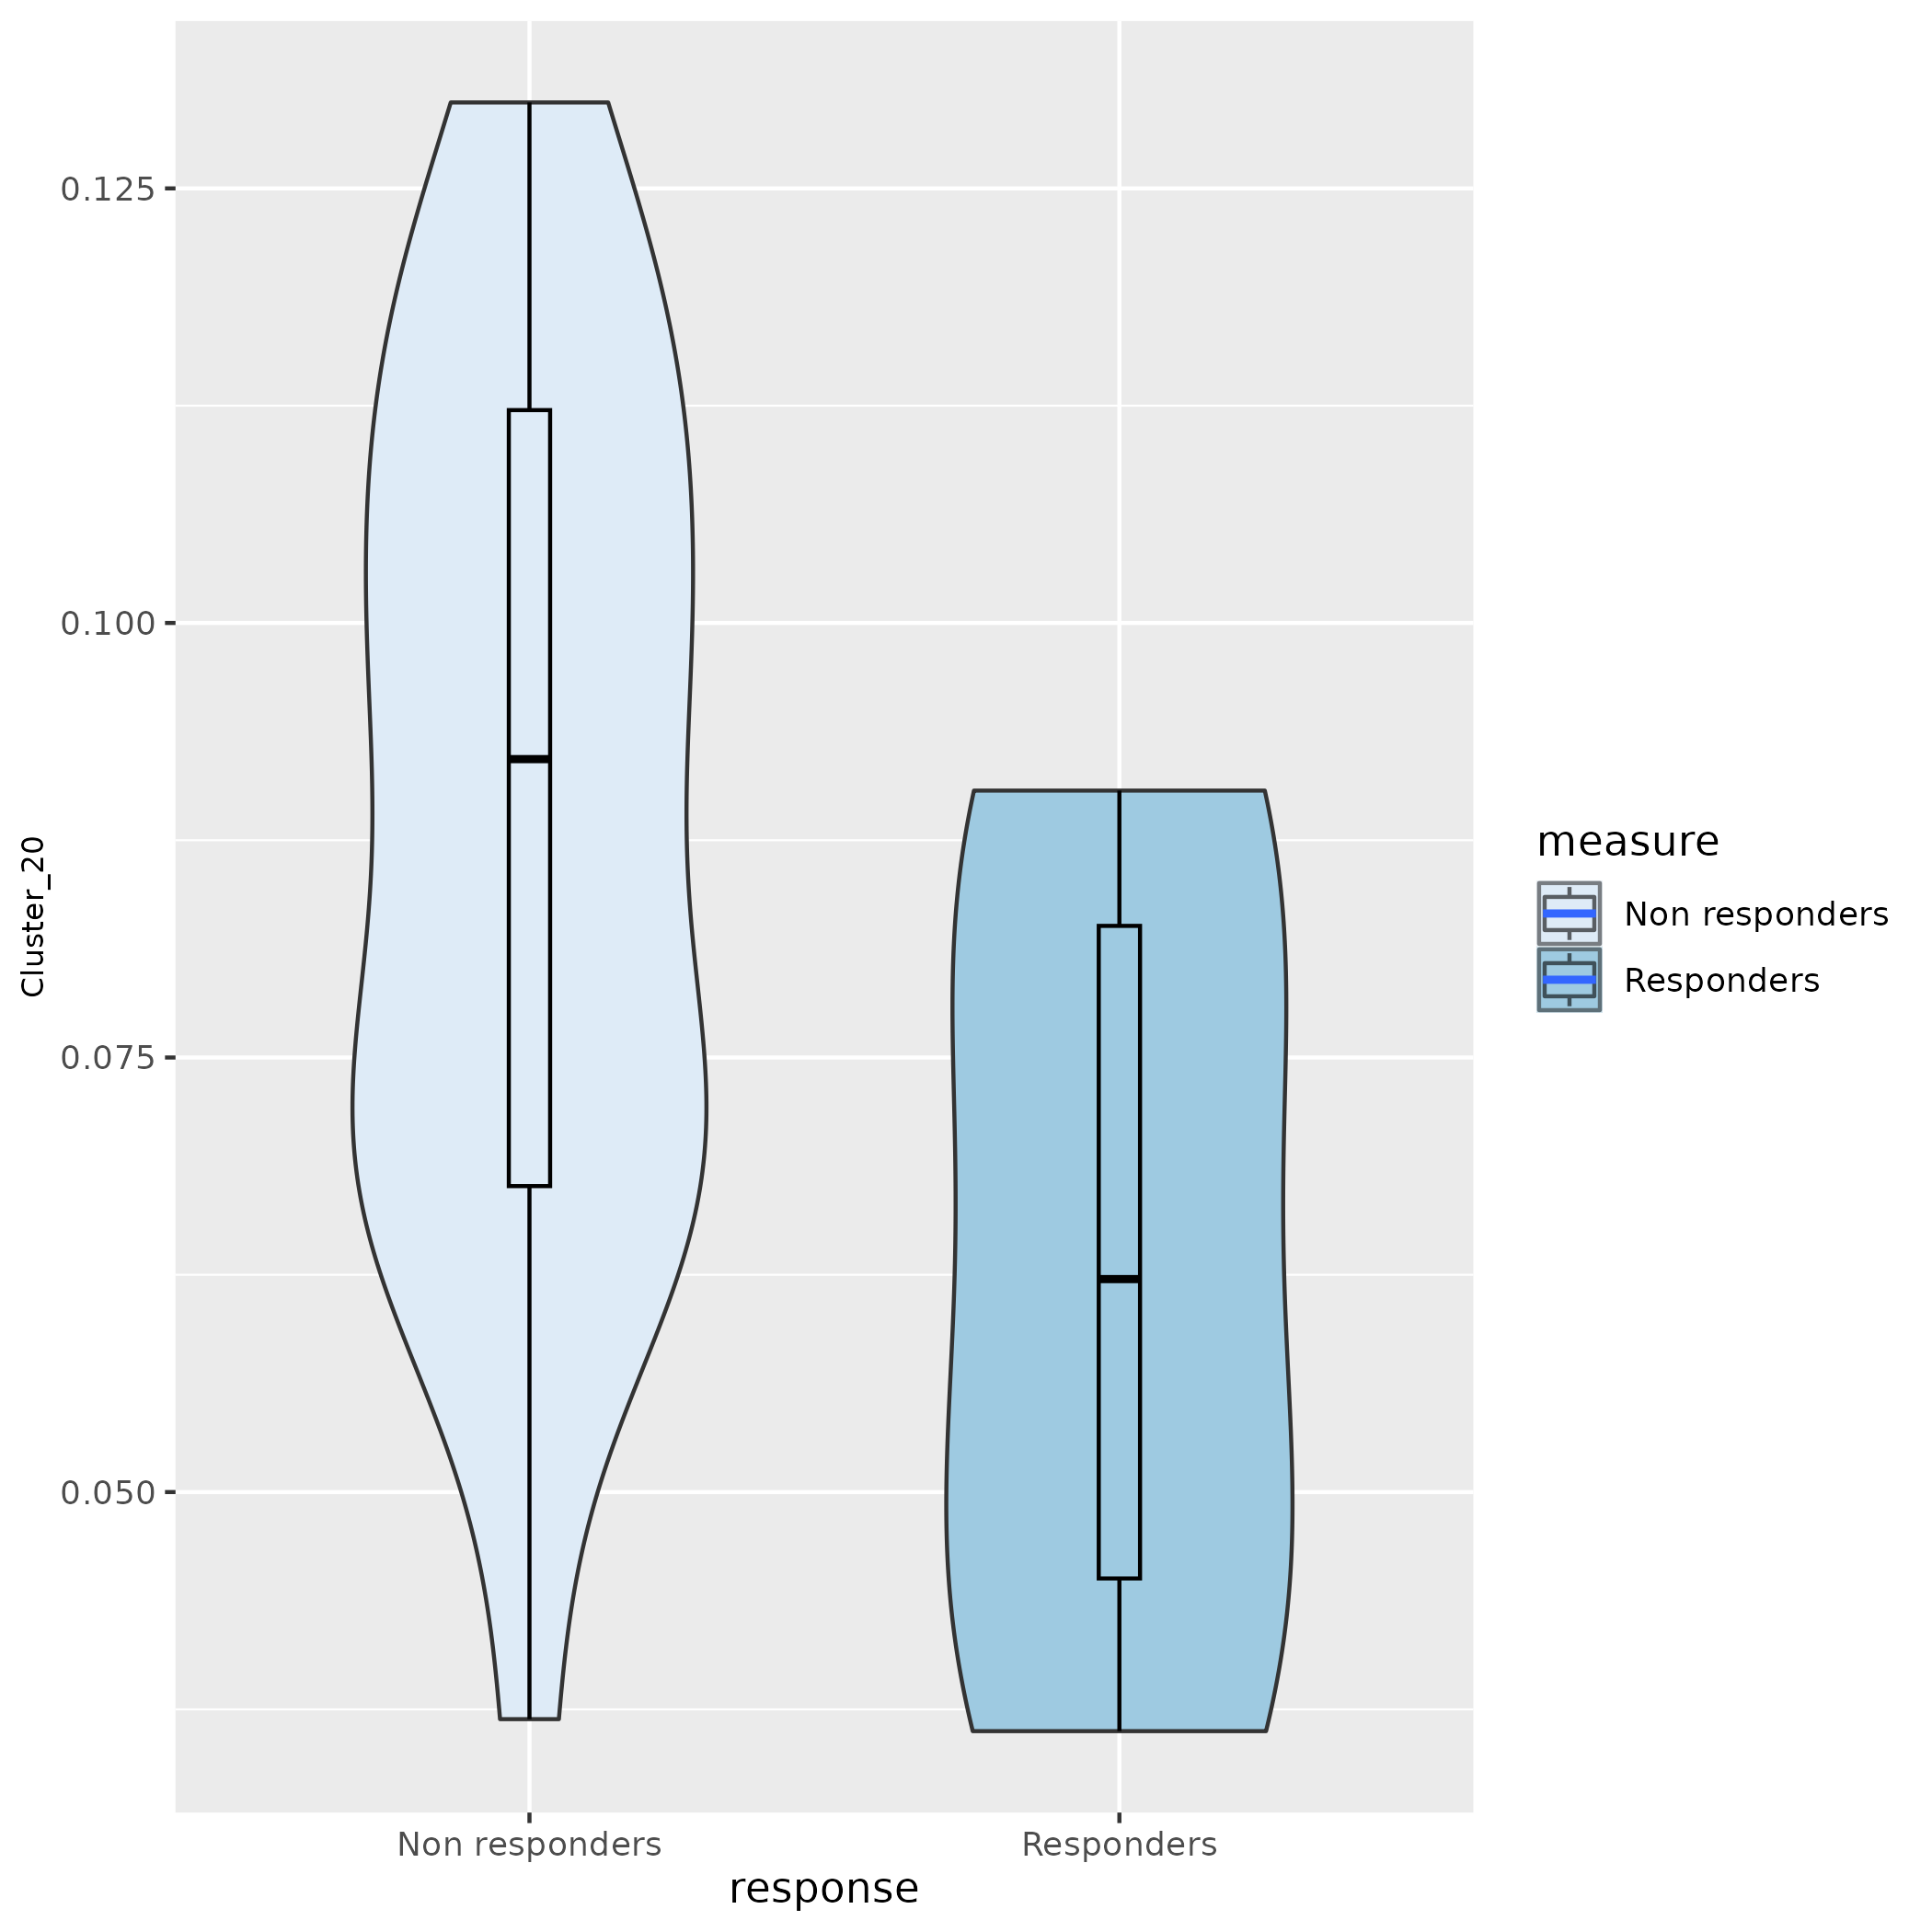 0.125
0.100
0.075
0.050
Cluster_20
Non responders
Responders
response
measure
Non responders
Responders